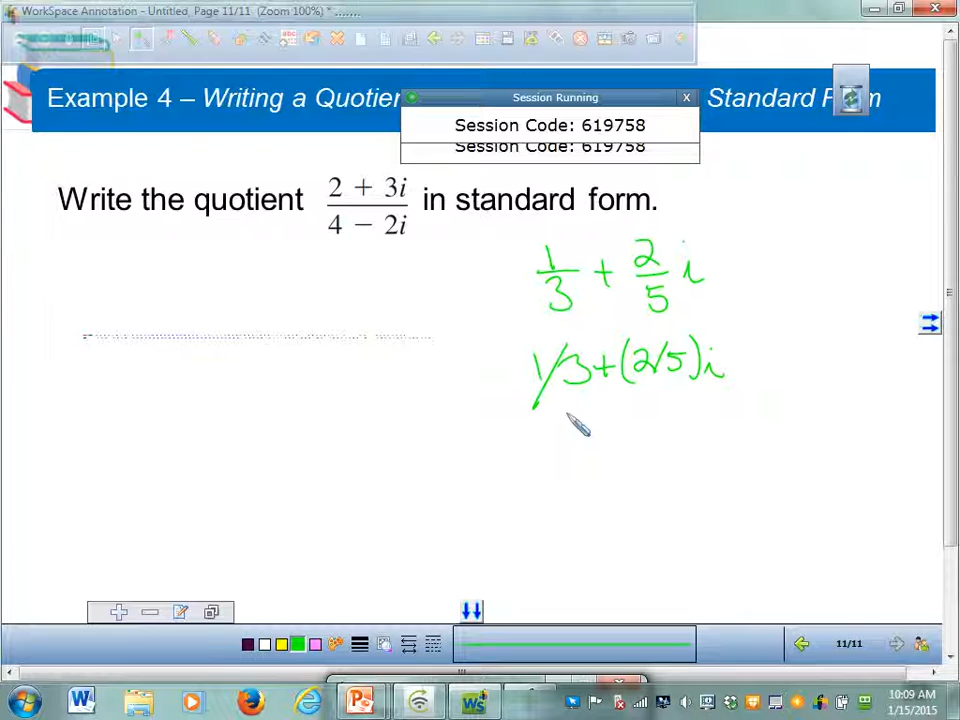 WorkSpace Annotation - Untitled, Page 11/11 (Zoom 100%) * .......
Example 4 – Writing a Quotien
Standard F
m
Session Running X
Session Code: 619758
Session Code: 619758
Write the quotient 2 + 3i / 4 − 2i in standard form.
1/3 + 2/5 i
1/3+(2/5)i
11/11
10:09 AM
1/15/2015